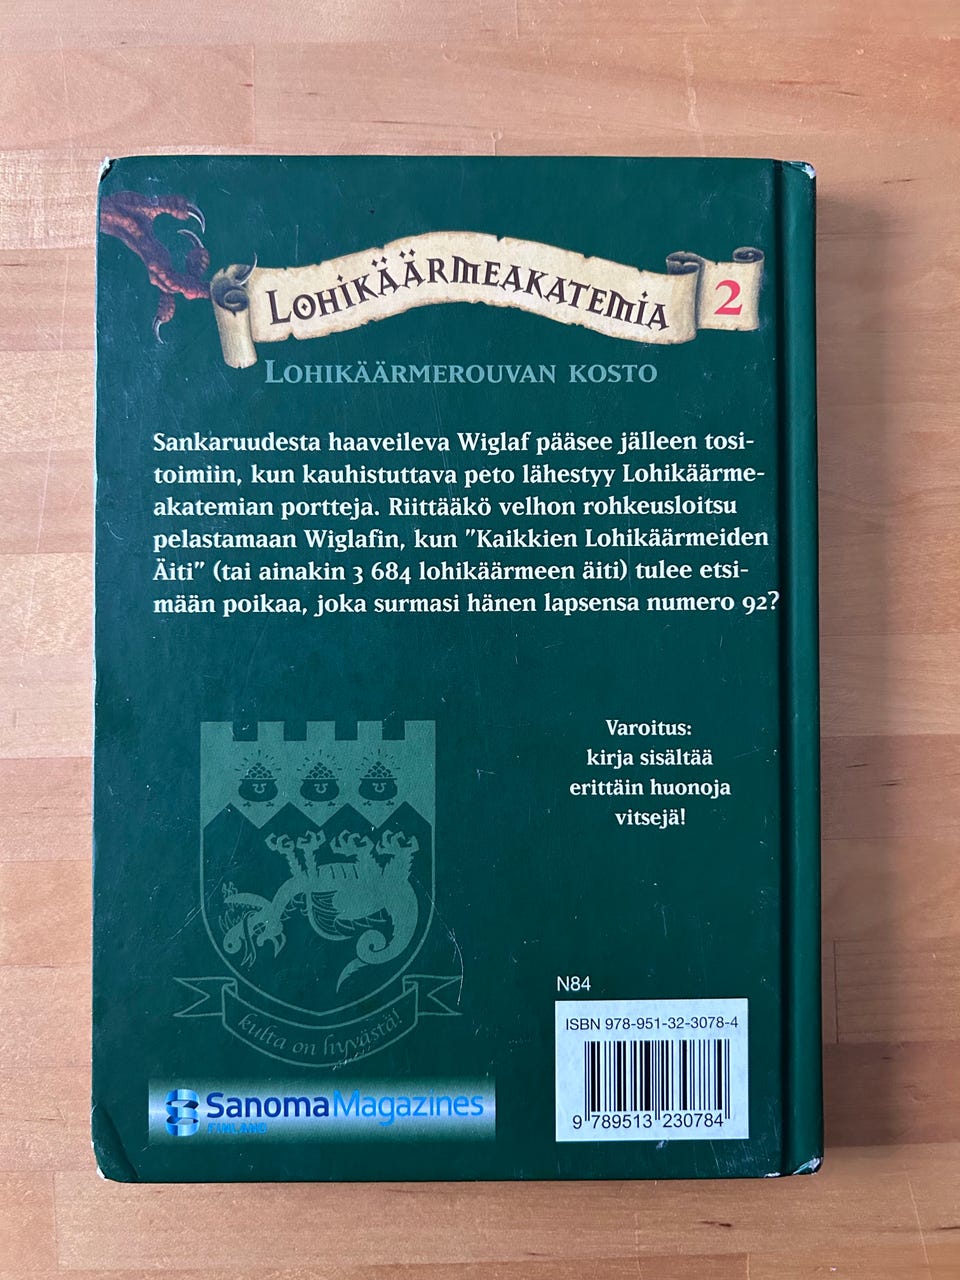 LOHIKÄÄRMEAKATEMIA 2
LOHIKÄÄRMEROUVAN KOSTO
Sankaruudesta haaveileva Wiglaf pääsee jälleen tosi-
toimiin, kun kauhistuttava peto lähestyy Lohikäärme-
akatemian portteja. Riittääkö velhon rohkeusloitsu
pelastamaan Wiglafin, kun ”Kaikkien Lohikäärmeiden
Äiti” (tai ainakin 3 684 lohikäärmeen äiti) tulee etsi-
mään poikaa, joka surmasi hänen lapsensa numero 92?
Varoitus:
kirja sisältää
erittäin huonoja
vitsejä!
kulta on hyvästä!
N84
ISBN 978-951-32-3078-4
9 789513 230784
SanomaMagazines
FINLAND